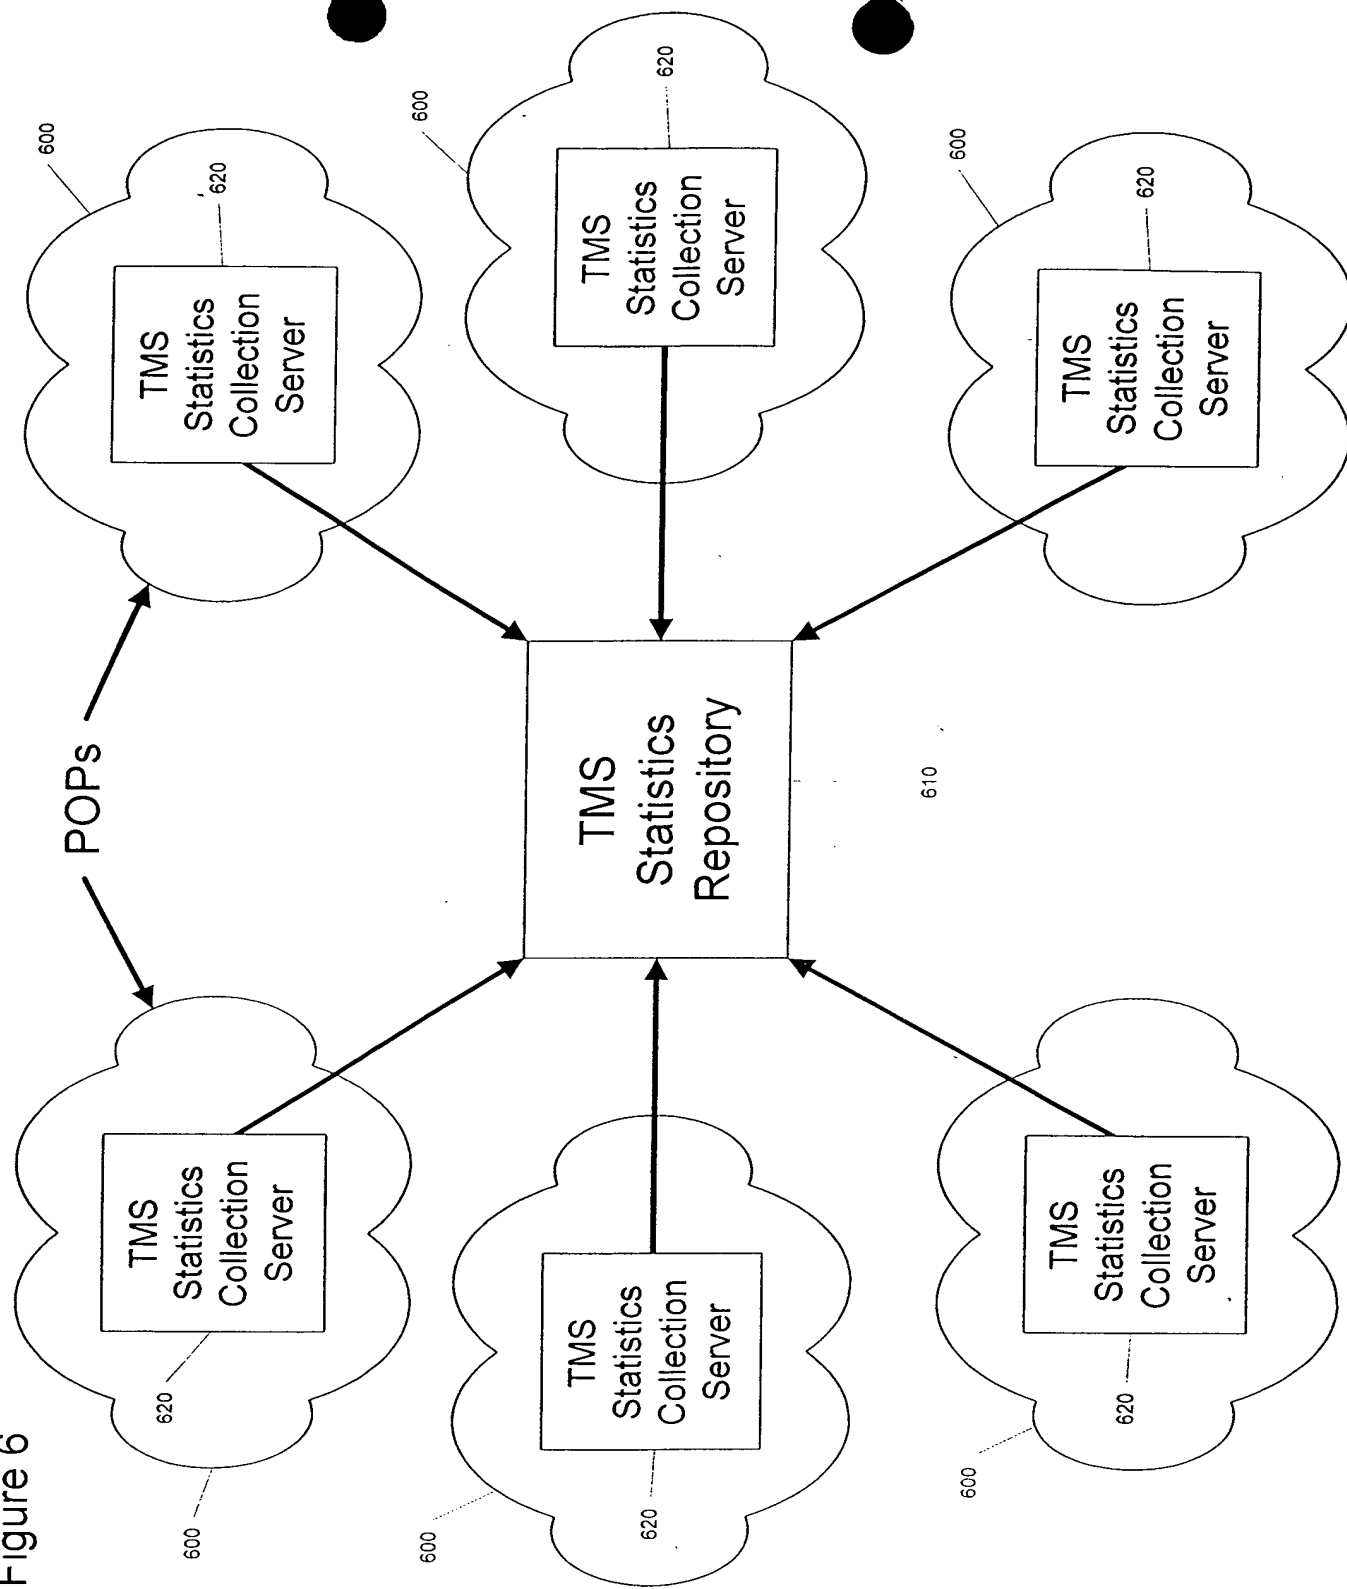 Figure 6
POPs
600
620
TMS
Statistics
Collection
Server
600
620
TMS
Statistics
Collection
Server
600
620
TMS
Statistics
Collection
Server
TMS
Statistics
Repository
610
600
620
TMS
Statistics
Collection
Server
600
620
TMS
Statistics
Collection
Server
600
620
TMS
Statistics
Collection
Server